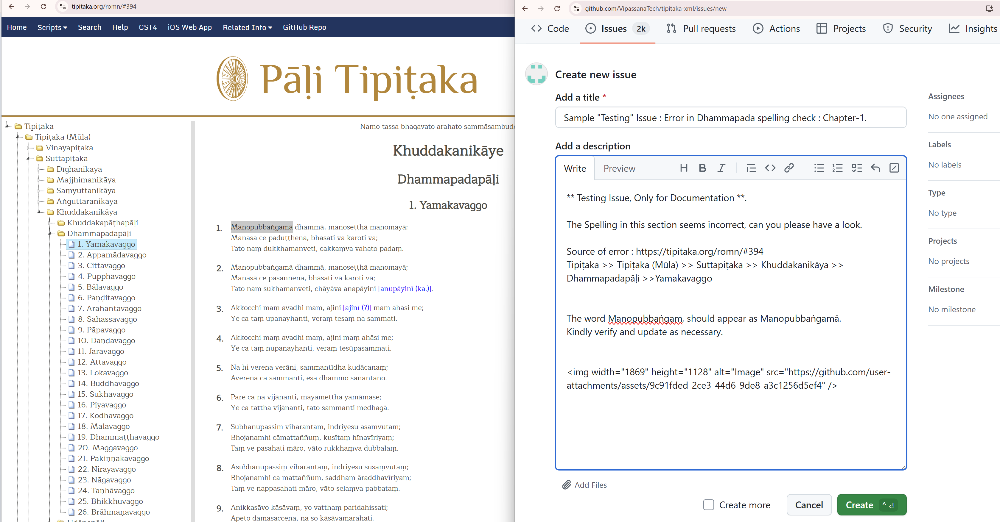 tipitaka.org/romn/#394
Home Scripts Search Help CST4 iOS Web App Related Info GitHub Repo
Pāḷi Tipiṭaka
Tipiṭaka
Tipiṭaka (Mūla)
Vinayapiṭaka
Suttapiṭaka
Dīghanikāya
Majjhimanikāya
Saṃyuttanikāya
Aṅguttaranikāya
Khuddakanikāya
Khuddakapāṭhapāḷi
Dhammapadapāḷi
1. Yamakavaggo
2. Appamādavaggo
3. Cittavaggo
4. Pupphavaggo
5. Bālavaggo
6. Paṇḍitavaggo
7. Arahantavaggo
8. Sahassavaggo
9. Pāpavaggo
10. Daṇḍavaggo
11. Jarāvaggo
12. Attavaggo
13. Lokavaggo
14. Buddhavaggo
15. Sukhavaggo
16. Piyavaggo
17. Kodhavaggo
18. Malavaggo
19. Dhammaṭṭhavaggo
20. Maggavaggo
21. Pakiṇṇakavaggo
22. Nirayavaggo
23. Nāgavaggo
24. Taṇhāvaggo
25. Bhikkhuvaggo
26. Brāhmaṇavaggo
Namo tassa bhagavato arahato
Khuddakanikāye
Dhammapadapāḷi
1. Yamakavaggo
1. Manopubbaṅgamā dhammā, manoseṭṭhā manomayā;
Manasā ce paduṭṭhena, bhāsati vā karoti vā;
Tato naṃ dukkhamanveti, cakkaṃva vahato padaṃ.
2. Manopubbaṅgamā dhammā, manoseṭṭhā manomayā;
Manasā ce pasannena, bhāsati vā karoti vā;
Tato naṃ sukhamanveti, chāyāva anapāyinī [anupāyinī (ka.)].
3. Akkocchi maṃ avadhi maṃ, ajini [ajinī (?)] maṃ ahāsi me;
Ye ca taṃ upanayhanti, veraṃ tesaṃ na sammati.
4. Akkocchi maṃ avadhi maṃ, ajini maṃ ahāsi me;
Ye ca taṃ nupanayhanti, veraṃ tesūpasammati.
5. Na hi verena verāni, sammantīdha kudācanaṃ;
Averena ca sammanti, esa dhammo sanantano.
6. Pare ca na vijānanti, mayamettha yamāmase;
Ye ca tattha vijānanti, tato sammanti medhagā.
7. Subhānupassiṃ viharantaṃ, indriyesu asaṃvutaṃ;
Bhojanamhi cāmattaññuṃ, kusītaṃ hīnavīriyaṃ;
Taṃ ve pasahati māro, vāto rukkhaṃva dubbalaṃ.
8. Asubhānupassiṃ viharantaṃ, indriyesu susaṃvutaṃ;
Bhojanamhi ca mattaññuṃ, saddhaṃ āraddhavīriyaṃ;
Taṃ ve nappasahati māro, vāto selaṃva pabbataṃ.
9. Anikkasāvo kāsāvaṃ, yo vatthaṃ paridahissati;
Apeto damasaccena, na so kāsāvamarahati.
github.com/VipassanaTech/tipitaka-xml/issues/new
Code Issues 2k Pull requests Actions Projects Security Insights
Create new issue
Add a title *
Sample "Testing" Issue : Error in Dhammapada spelling check : Chapter-1.
Add a description
Write Preview
** Testing Issue, Only for Documentation **.
The Spelling in this section seems incorrect, can you please have a look.
Source of error : https://tipitaka.org/romn/#394
Tipiṭaka >> Tipiṭaka (Mūla) >> Suttapiṭaka >> Khuddakanikāya >>
Dhammapadapāḷi >>Yamakavaggo
The word Manopubbaṅgam, should appear as Manopubbaṅgamā.
Kindly verify and update as necessary.
<img width="1869" height="1128" alt="Image" src="https://github.com/user-
attachments/assets/9c91fded-2ce3-44d6-9de8-a3c1256d5ef4" />
Add Files
Create more Cancel Create
Assignees
No one assigned
Labels
No labels
Type
No type
Projects
No projects
Milestone
No milestone